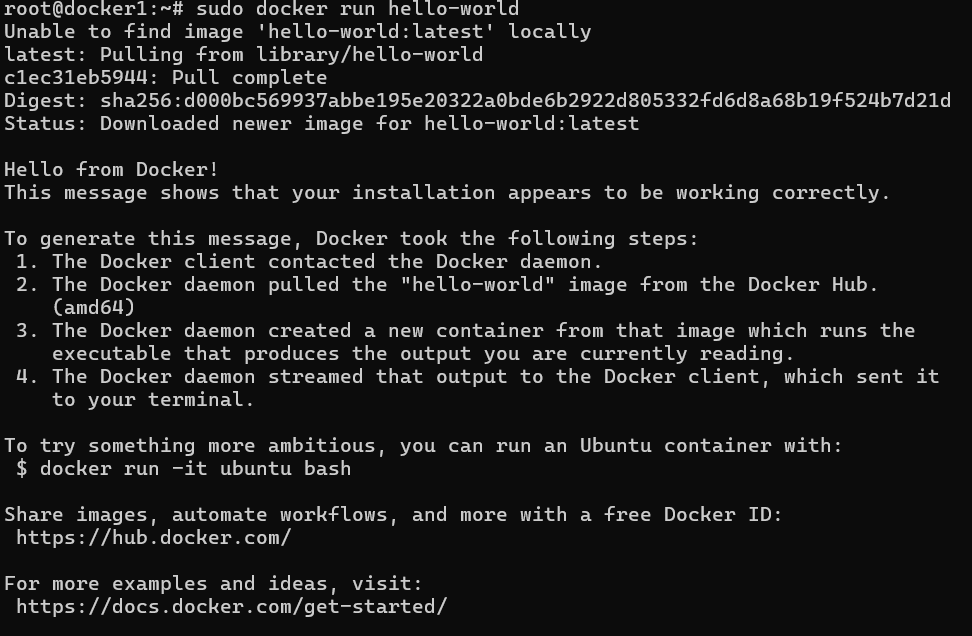 root@docker1:~# sudo docker run hello-world
Unable to find image 'hello-world:latest' locally
latest: Pulling from library/hello-world
c1ec31eb5944: Pull complete
Digest: sha256:d000bc569937abbe195e20322a0bde6b2922d805332fd6d8a68b19f524b7d21d
Status: Downloaded newer image for hello-world:latest

Hello from Docker!
This message shows that your installation appears to be working correctly.

To generate this message, Docker took the following steps:
 1. The Docker client contacted the Docker daemon.
 2. The Docker daemon pulled the "hello-world" image from the Docker Hub.
    (amd64)
 3. The Docker daemon created a new container from that image which runs the
    executable that produces the output you are currently reading.
 4. The Docker daemon streamed that output to the Docker client, which sent it
    to your terminal.

To try something more ambitious, you can run an Ubuntu container with:
 $ docker run -it ubuntu bash

Share images, automate workflows, and more with a free Docker ID:
 https://hub.docker.com/

For more examples and ideas, visit:
 https://docs.docker.com/get-started/